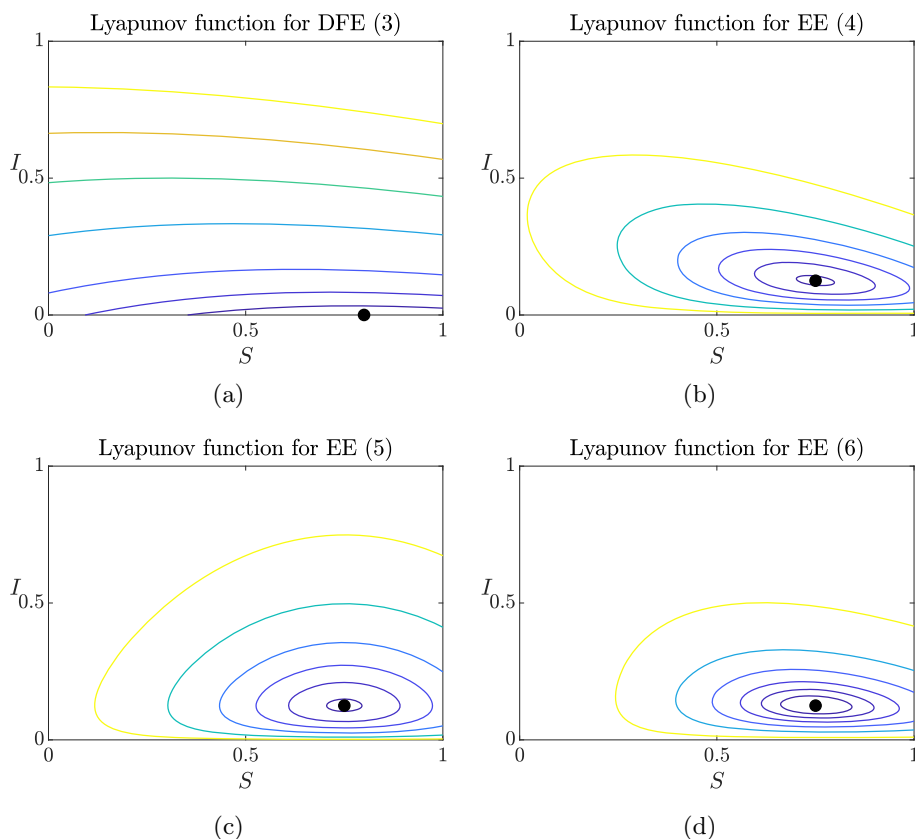 Lyapunov function for DFE (3)
1
I
0.5
0
0
0.5
1
S
(a)
Lyapunov function for EE (4)
1
I
0.5
0
0
0.5
1
S
(b)
Lyapunov function for EE (5)
1
I
0.5
0
0
0.5
1
S
(c)
Lyapunov function for EE (6)
1
I
0.5
0
0
0.5
1
S
(d)